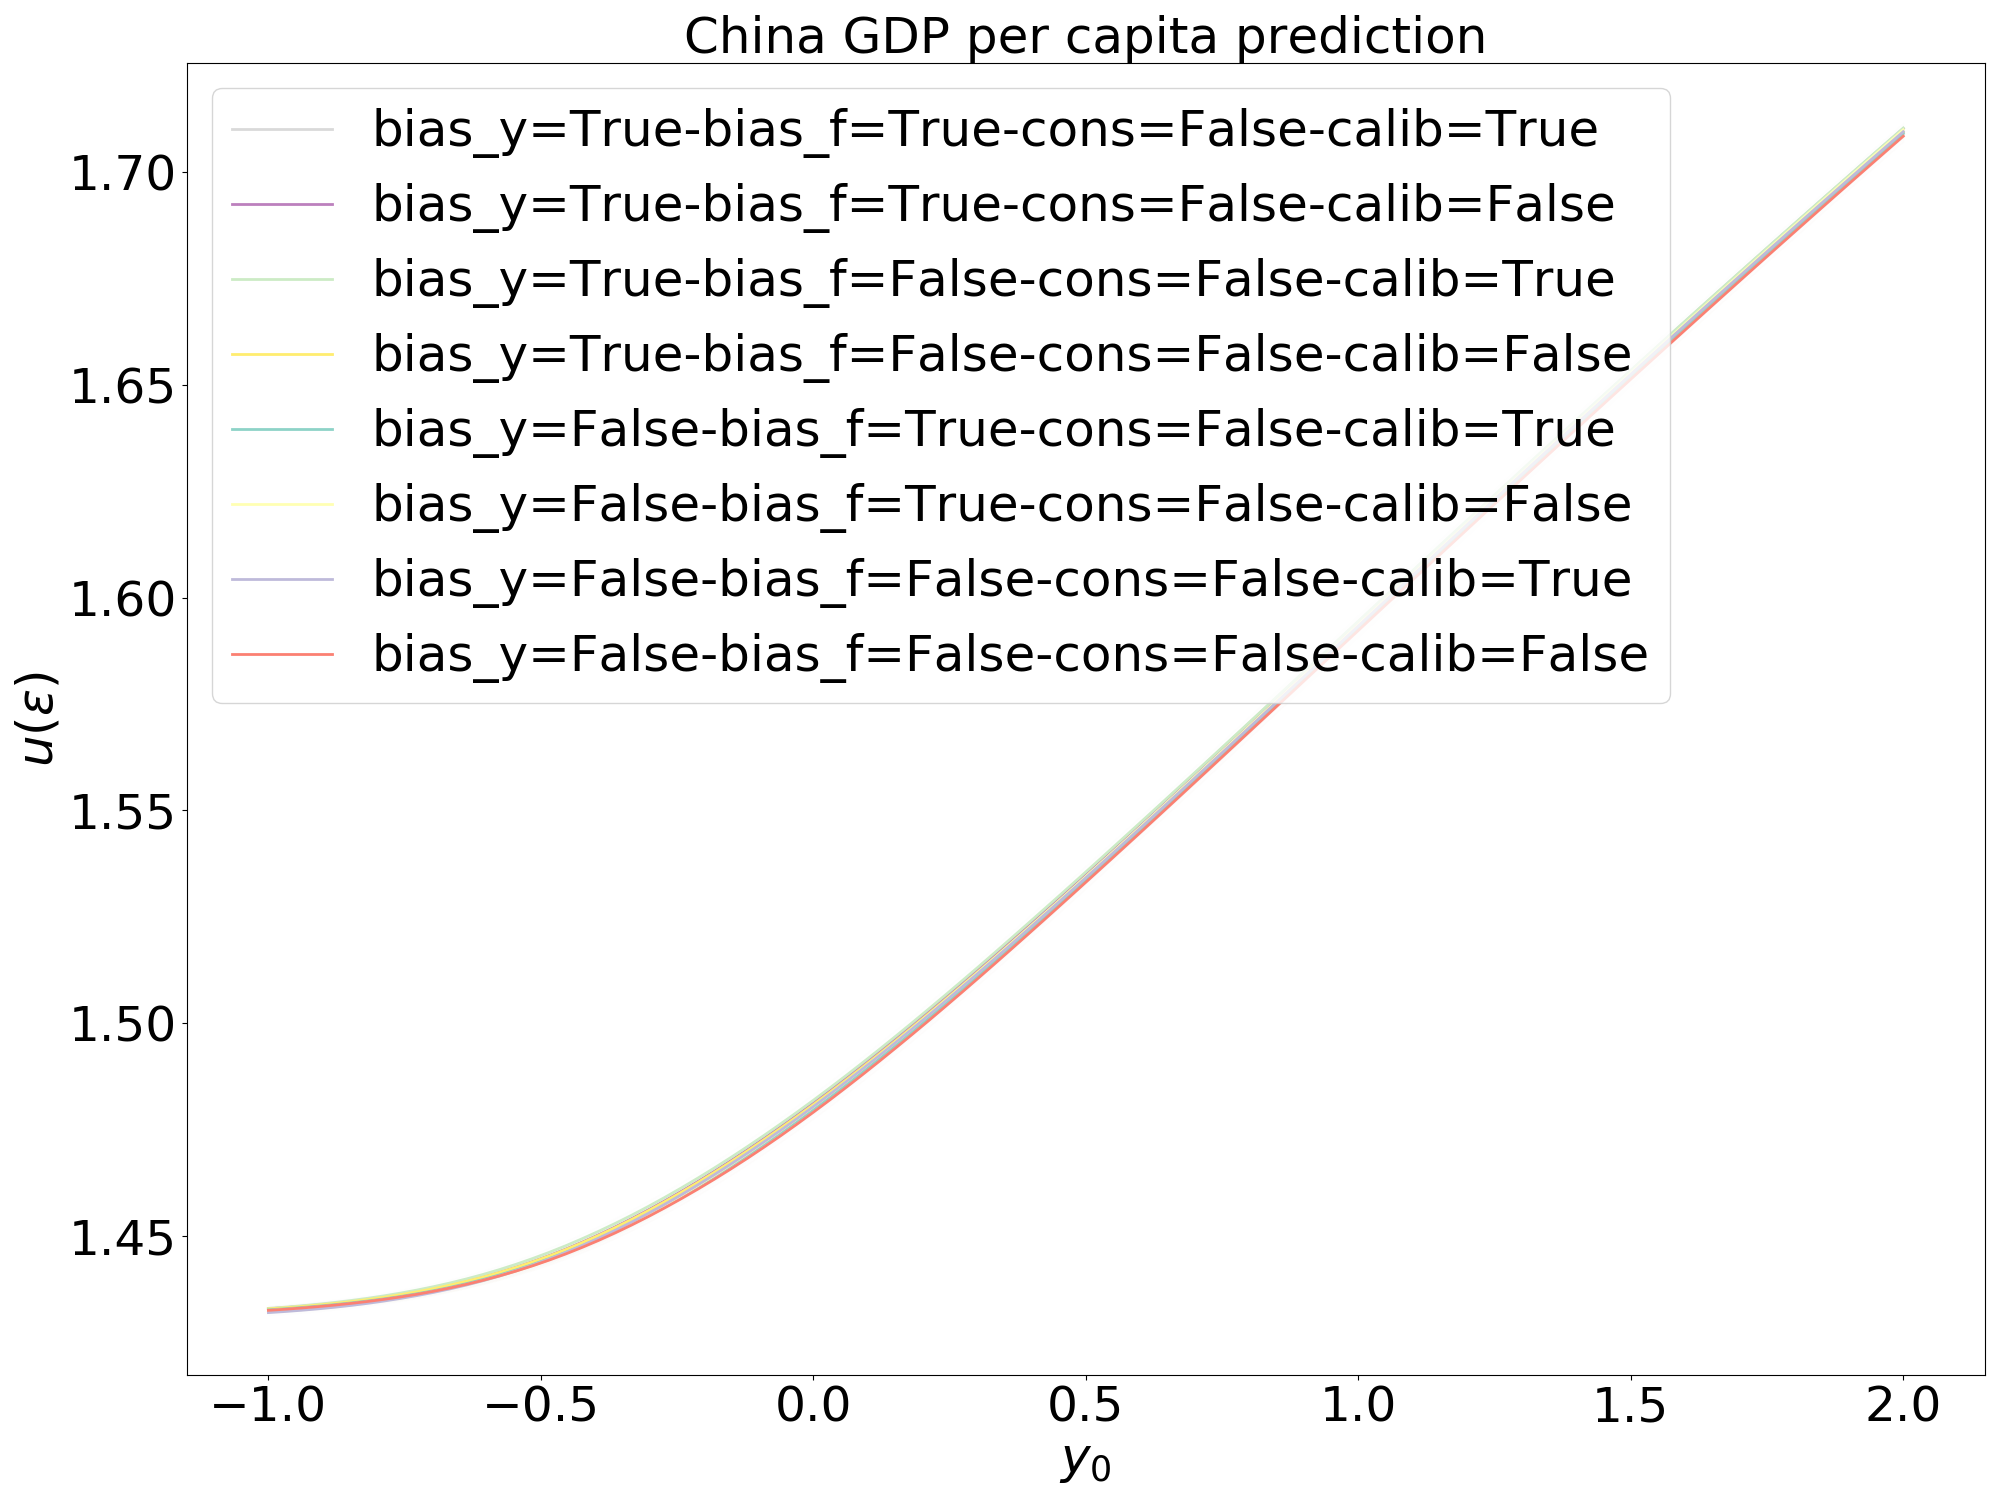 China GDP per capita prediction
bias_y=True-bias_f=True-cons=False-calib=True
bias_y=True-bias_f=True-cons=False-calib=False
bias_y=True-bias_f=False-cons=False-calib=True
bias_y=True-bias_f=False-cons=False-calib=False
bias_y=False-bias_f=True-cons=False-calib=True
bias_y=False-bias_f=True-cons=False-calib=False
bias_y=False-bias_f=False-cons=False-calib=True
bias_y=False-bias_f=False-cons=False-calib=False
1.70
1.65
1.60
1.55
1.50
1.45
u(ε)
−1.0
−0.5
0.0
0.5
1.0
1.5
2.0
y₀